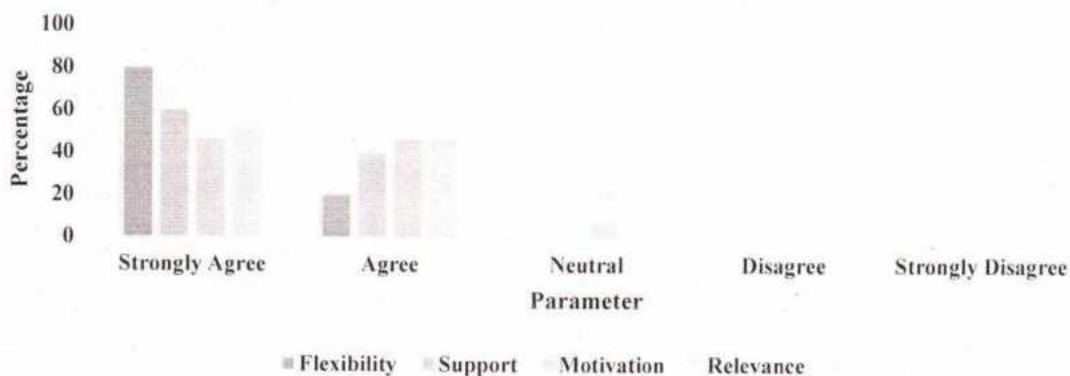 100
80
60
40
20
0
Percentage
Strongly Agree Agree Neutral Disagree Strongly Disagree
Parameter
Flexibility Support Motivation Relevance